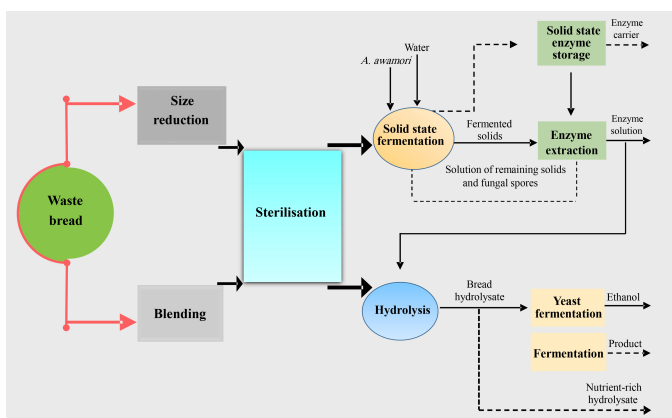 Waste
bread
Size
reduction
Blending
Sterilisation
A. awamori
Water
Solid state
fermentation
Fermented
solids
Solution of remaining solids
and fungal spores
Solid state
enzyme
storage
Enzyme
carrier
Enzyme
extraction
Enzyme
solution
Hydrolysis
Bread
hydrolysate
Yeast
fermentation
Ethanol
Fermentation
Product
Nutrient-rich
hydrolysate